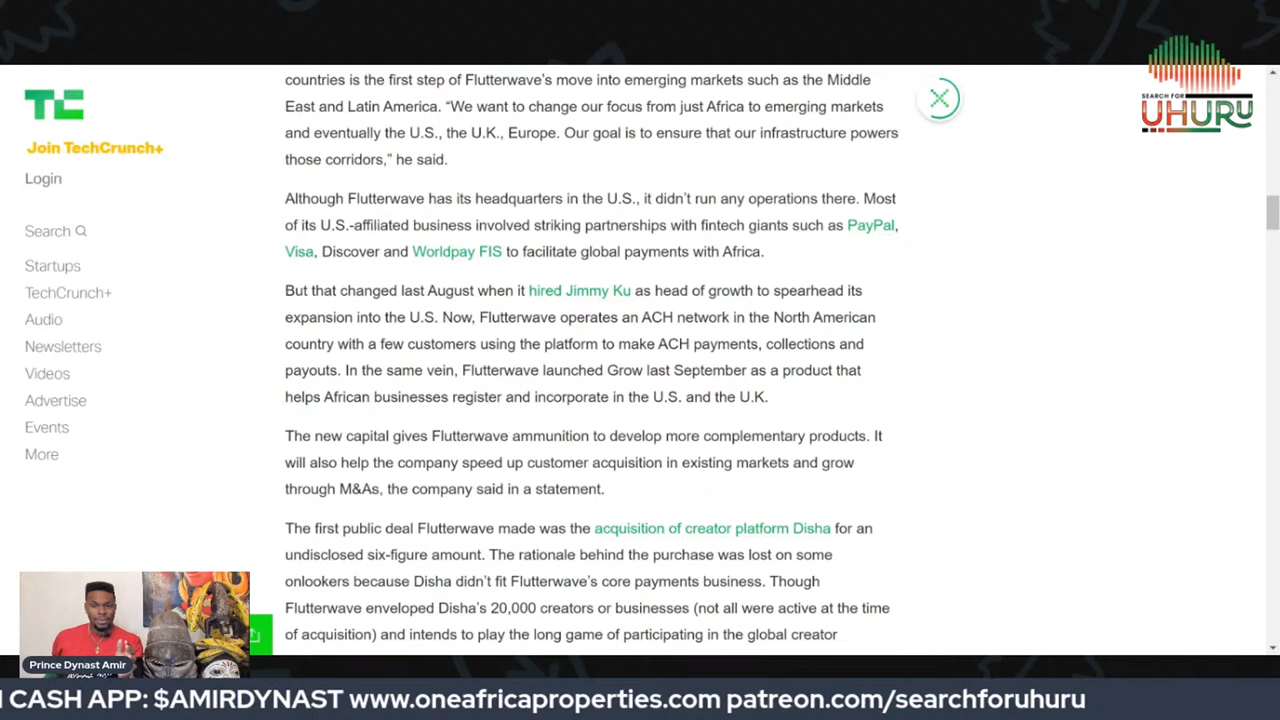 countries is the first step of Flutterwave's move into emerging markets such as the Middle
East and Latin America. “We want to change our focus from just Africa to emerging markets
and eventually the U.S., the U.K., Europe. Our goal is to ensure that our infrastructure powers
those corridors,” he said.
Although Flutterwave has its headquarters in the U.S., it didn't run any operations there. Most
of its U.S.-affiliated business involved striking partnerships with fintech giants such as PayPal,
Visa, Discover and Worldpay FIS to facilitate global payments with Africa.
But that changed last August when it hired Jimmy Ku as head of growth to spearhead its
expansion into the U.S. Now, Flutterwave operates an ACH network in the North American
country with a few customers using the platform to make ACH payments, collections and
payouts. In the same vein, Flutterwave launched Grow last September as a product that
helps African businesses register and incorporate in the U.S. and the U.K.
The new capital gives Flutterwave ammunition to develop more complementary products. It
will also help the company speed up customer acquisition in existing markets and grow
through M&As, the company said in a statement.
The first public deal Flutterwave made was the acquisition of creator platform Disha for an
undisclosed six-figure amount. The rationale behind the purchase was lost on some
onlookers because Disha didn't fit Flutterwave's core payments business. Though
Flutterwave enveloped Disha's 20,000 creators or businesses (not all were active at the time
of acquisition) and intends to play the long game of participating in the global creator
TC
Join TechCrunch+
Login
Search
Startups
TechCrunch+
Audio
Newsletters
Videos
Advertise
Events
More
SEARCH FOR
UHURU
Prince Dynast Amir
CASH APP: $AMIRDYNAST www.oneafricaproperties.com patreon.com/searchforuhuru